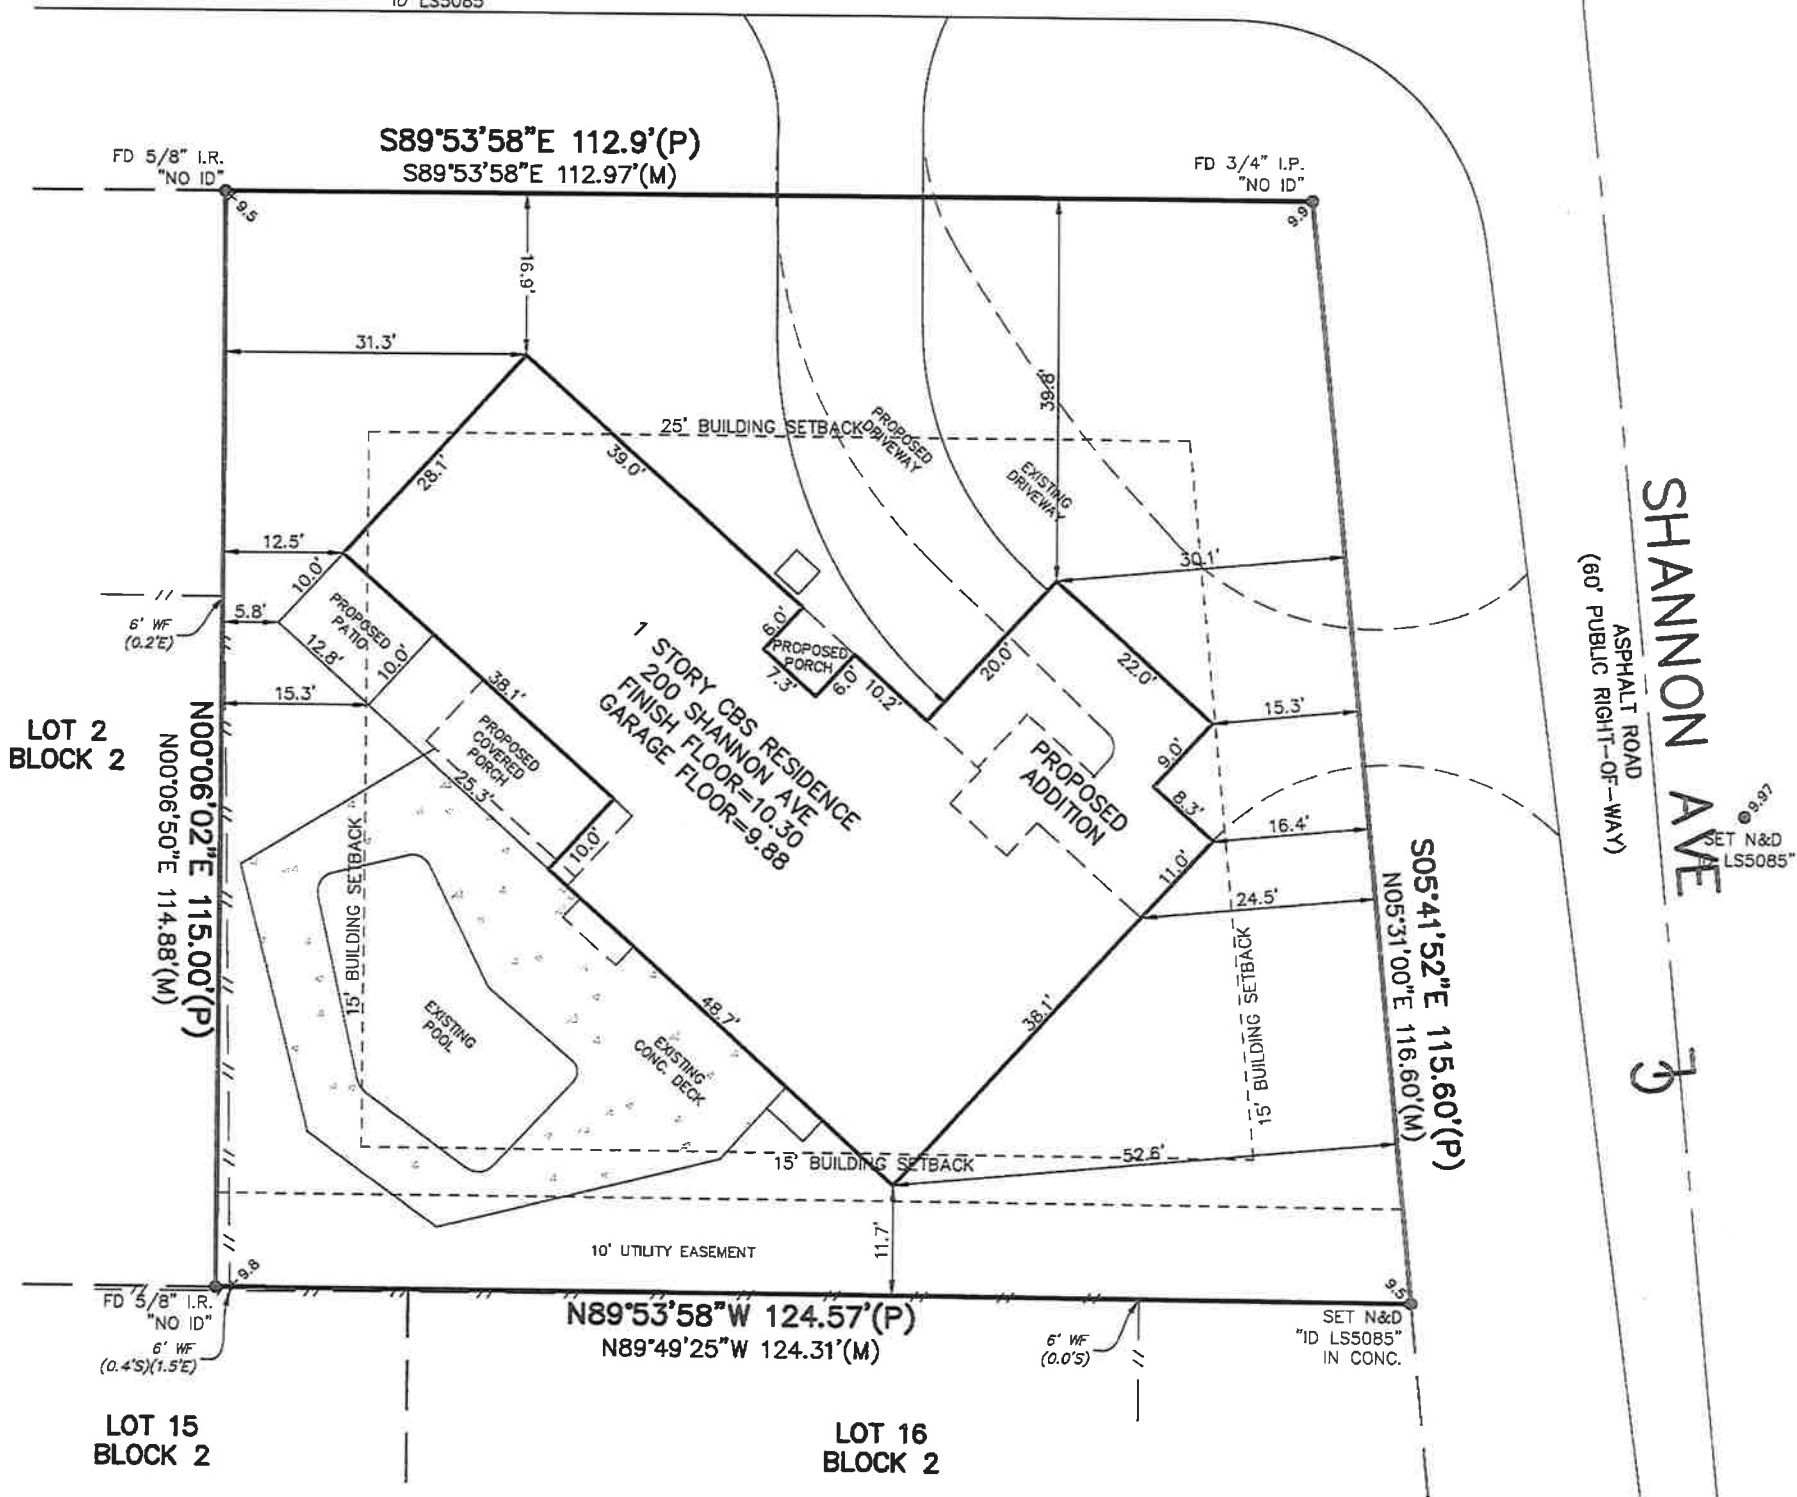 ID LS5085
S89°53'58"E 112.9'(P)
S89°53'58"E 112.97'(M)
FD 5/8" I.R.
"NO ID"
9.5
FD 3/4" I.P.
"NO ID"
9.9
16.9'
31.3'
39.8'
25' BUILDING SETBACK
PROPOSED
DRIVEWAY
EXISTING
DRIVEWAY
28.1'
39.0'
12.5'
10.0'
30.1'
6' WF
(0.2'E)
5.8'
PROPOSED
PATIO
12.8'
10.0'
15.3'
6.0'
PROPOSED
PORCH
7.3'
6.0'
10.2'
20.0'
22.0'
15.3'
9.0'
8.3'
16.4'
11.0'
24.5'
38.1'
PROPOSED
COVERED
PORCH
25.3'
10.0'
1 STORY CBS RESIDENCE
200 SHANNON AVE
FINISH FLOOR=10.30
GARAGE FLOOR=9.88
PROPOSED
ADDITION
SHANNON AVE
ASPHALT ROAD
(60' PUBLIC RIGHT-OF-WAY)
9.97
SET N&D
LS5085"
LOT 2
BLOCK 2
N00°06'02"E 115.00'(P)
N00°06'50"E 114.88'(M)
15' BUILDING SETBACK
EXISTING
POOL
EXISTING
CONC. DECK
48.7'
38.1'
15' BUILDING SETBACK
S05°41'52"E 115.60'(P)
N05°31'00"E 116.60'(M)
15' BUILDING SETBACK
52.6'
11.7'
10' UTILITY EASEMENT
9.8
9.5
FD 5/8" I.R.
"NO ID"
6' WF
(0.4'S)(1.5'E)
N89°53'58"W 124.57'(P)
N89°49'25"W 124.31'(M)
6' WF
(0.0'S)
SET N&D
"ID LS5085"
IN CONC.
LOT 15
BLOCK 2
LOT 16
BLOCK 2